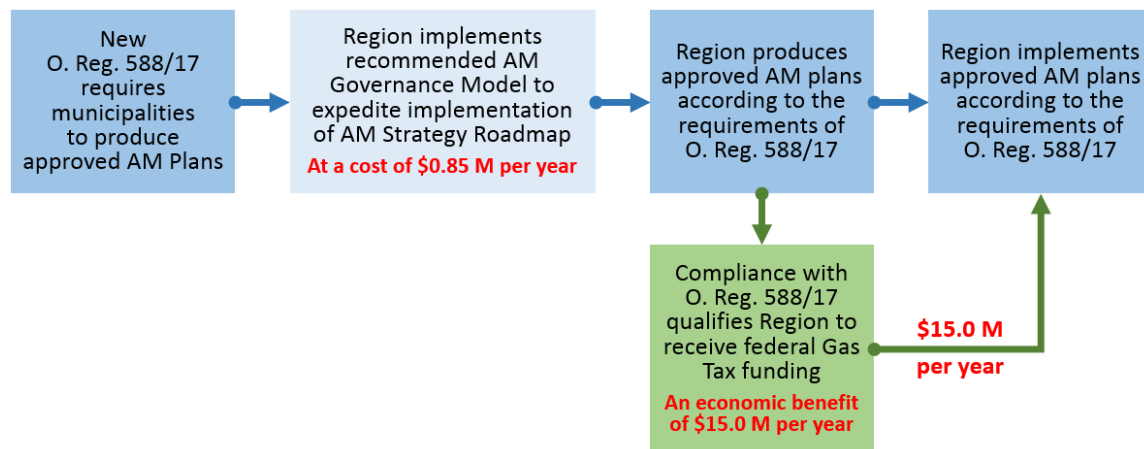 New
O. Reg. 588/17
requires
municipalities
to produce
approved AM Plans
Region implements
recommended AM
Governance Model to
expedite implementation
of AM Strategy Roadmap
At a cost of $0.85 M per year
Region produces
approved AM plans
according to the
requirements of
O. Reg. 588/17
Region implements
approved AM plans
according to the
requirements of
O. Reg. 588/17
Compliance with
O. Reg. 588/17
qualifies Region to
receive federal Gas
Tax funding
An economic benefit
of $15.0 M per year
$15.0 M
per year